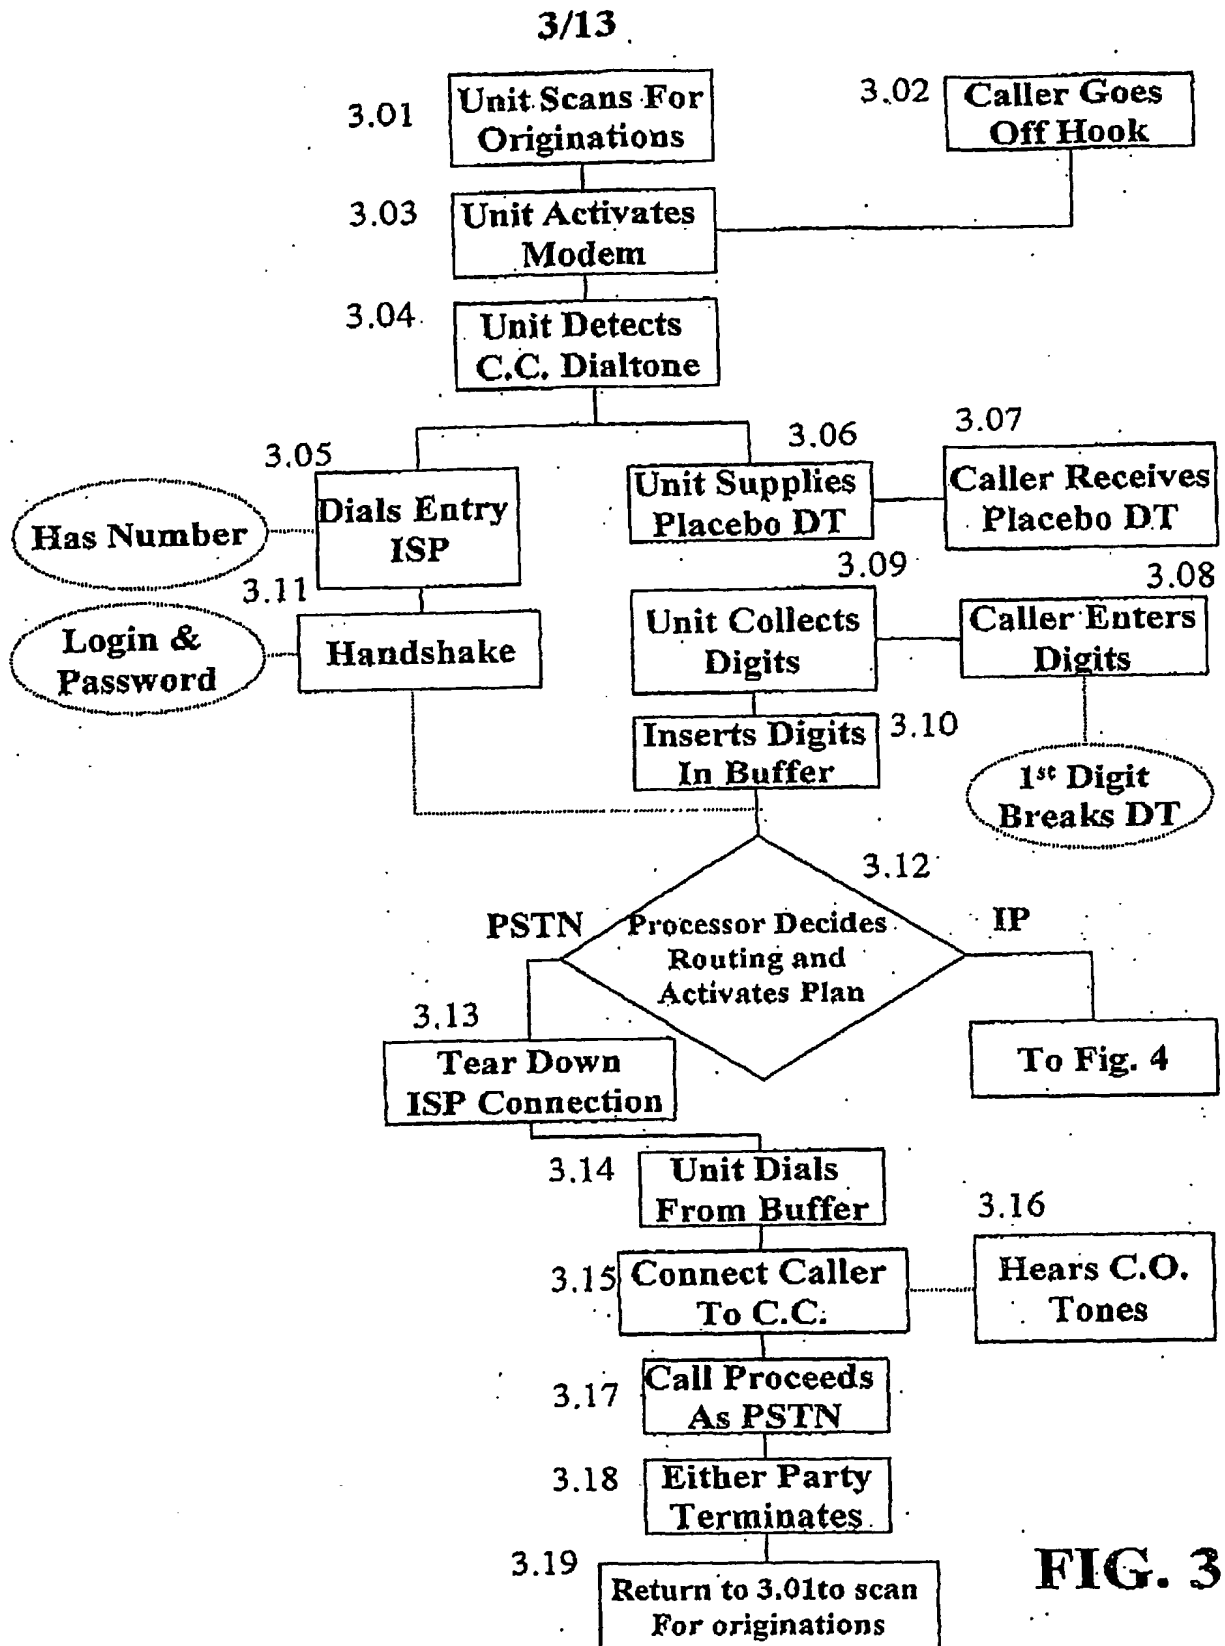 3/13
3.01
Unit Scans For
Originations
3.02
Caller Goes
Off Hook
3.03
Unit Activates
Modem
3.04
Unit Detects
C.C. Dialtone
3.05
Dials Entry
ISP
Has Number
3.06
Unit Supplies
Placebo DT
3.07
Caller Receives
Placebo DT
3.11
Handshake
Login &
Password
3.09
Unit Collects
Digits
3.08
Caller Enters
Digits
Inserts Digits
In Buffer
3.10
1st Digit
Breaks DT
3.12
PSTN
Processor Decides
Routing and
Activates Plan
IP
3.13
Tear Down
ISP Connection
To Fig. 4
3.14
Unit Dials
From Buffer
3.15
Connect Caller
To C.C.
3.16
Hears C.O.
Tones
3.17
Call Proceeds
As PSTN
3.18
Either Party
Terminates
3.19
Return to 3.01to scan
For originations
FIG. 3